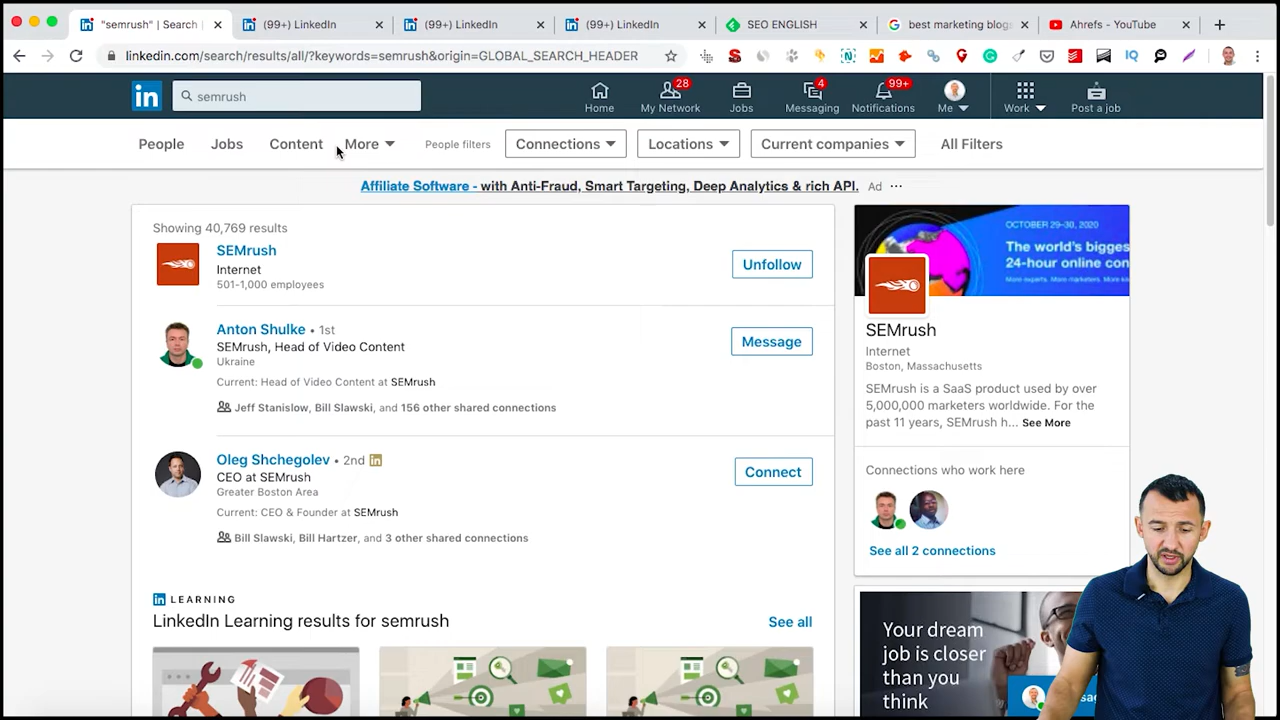 "semrush" | Search |
(99+) LinkedIn
(99+) LinkedIn
(99+) LinkedIn
SEO ENGLISH
best marketing blogs
Ahrefs - YouTube
linkedin.com/search/results/all/?keywords=semrush&origin=GLOBAL_SEARCH_HEADER
in
semrush
Home
28
My Network
Jobs
4
Messaging
99+
Notifications
Me
Work
Post a job
People
Jobs
Content
More
People filters
Connections
Locations
Current companies
All Filters
Affiliate Software - with Anti-Fraud, Smart Targeting, Deep Analytics & rich API. Ad ...
Showing 40,769 results
SEMrush
Internet
501-1,000 employees
Unfollow
Anton Shulke • 1st
SEMrush, Head of Video Content
Ukraine
Current: Head of Video Content at SEMrush
Jeff Stanislow, Bill Slawski, and 156 other shared connections
Message
Oleg Shchegolev • 2nd in
CEO at SEMrush
Greater Boston Area
Current: CEO & Founder at SEMrush
Bill Slawski, Bill Hartzer, and 3 other shared connections
Connect
in LEARNING
LinkedIn Learning results for semrush
See all
OCTOBER 29-30, 2020
The world's bigges
24-hour online con
SEMrush
Internet
Boston, Massachusetts
SEMrush is a SaaS product used by over
5,000,000 marketers worldwide. For the
past 11 years, SEMrush h... See More
Connections who work here
See all 2 connections
Your dream
job is closer
than you
think